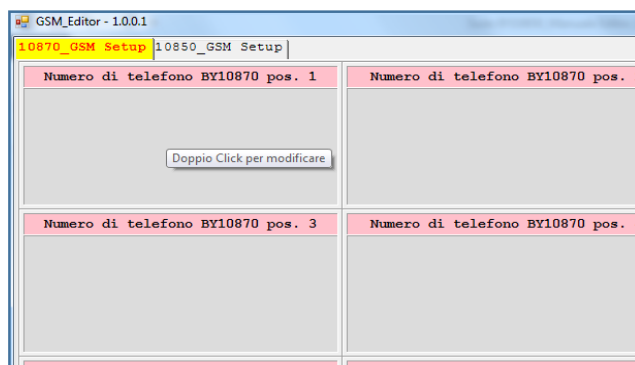 GSM_Editor - 1.0.0.1
10870_GSM Setup 10850_GSM Setup
Numero di telefono BY10870 pos. 1 Numero di telefono BY10870 pos.
Doppio Click per modificare
Numero di telefono BY10870 pos. 3 Numero di telefono BY10870 pos.